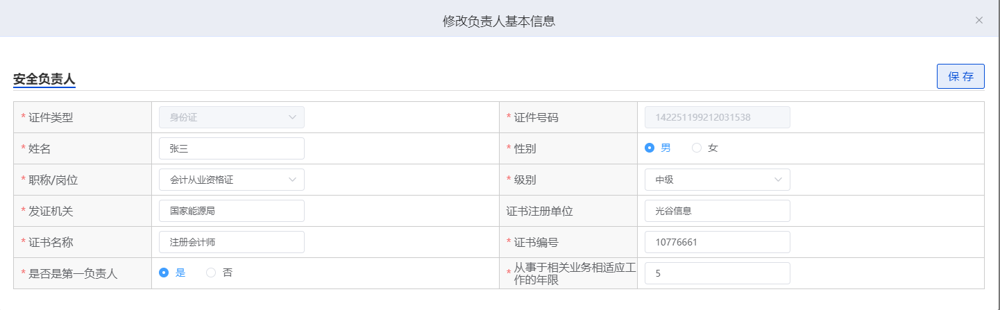 修改负责人基本信息
安全负责人
保 存
* 证件类型
身份证
* 证件号码
142251199212031538
* 姓名
张三
* 性别
男
女
* 职称/岗位
会计从业资格证
* 级别
中级
* 发证机关
国家能源局
证书注册单位
光谷信息
* 证书名称
注册会计师
* 证书编号
10776661
* 是否是第一负责人
是
否
* 从事于相关业务相适应工
作的年限
5